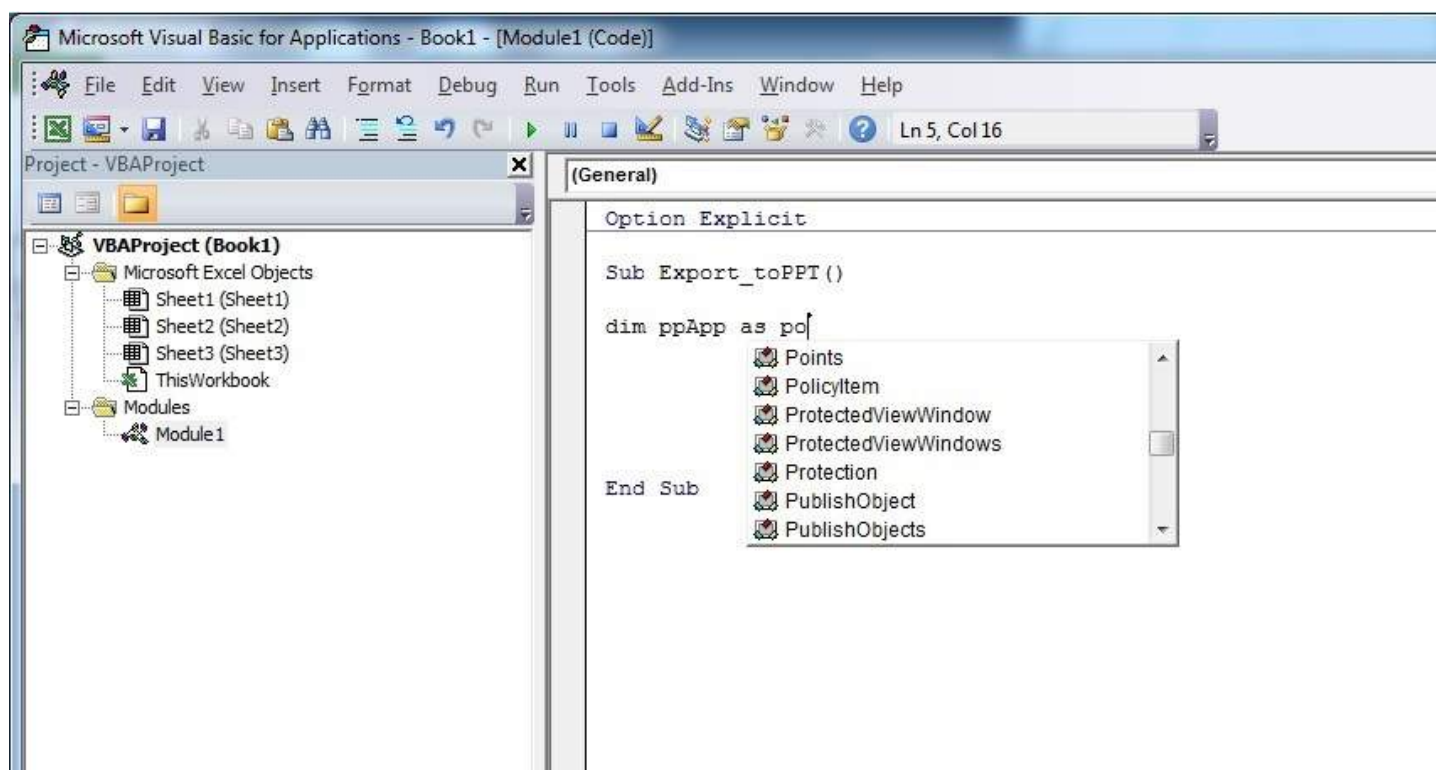 Microsoft Visual Basic for Applications - Book1 - [Module1 (Code)]
File Edit View Insert Format Debug Run Tools Add-Ins Window Help
Ln 5, Col 16
Project - VBAProject
VBAProject (Book1)
Microsoft Excel Objects
Sheet1 (Sheet1)
Sheet2 (Sheet2)
Sheet3 (Sheet3)
ThisWorkbook
Modules
Module1
(General)
Option Explicit
Sub Export_toPPT()
dim ppApp as po
Points
PolicyItem
ProtectedViewWindow
ProtectedViewWindows
Protection
PublishObject
PublishObjects
End Sub